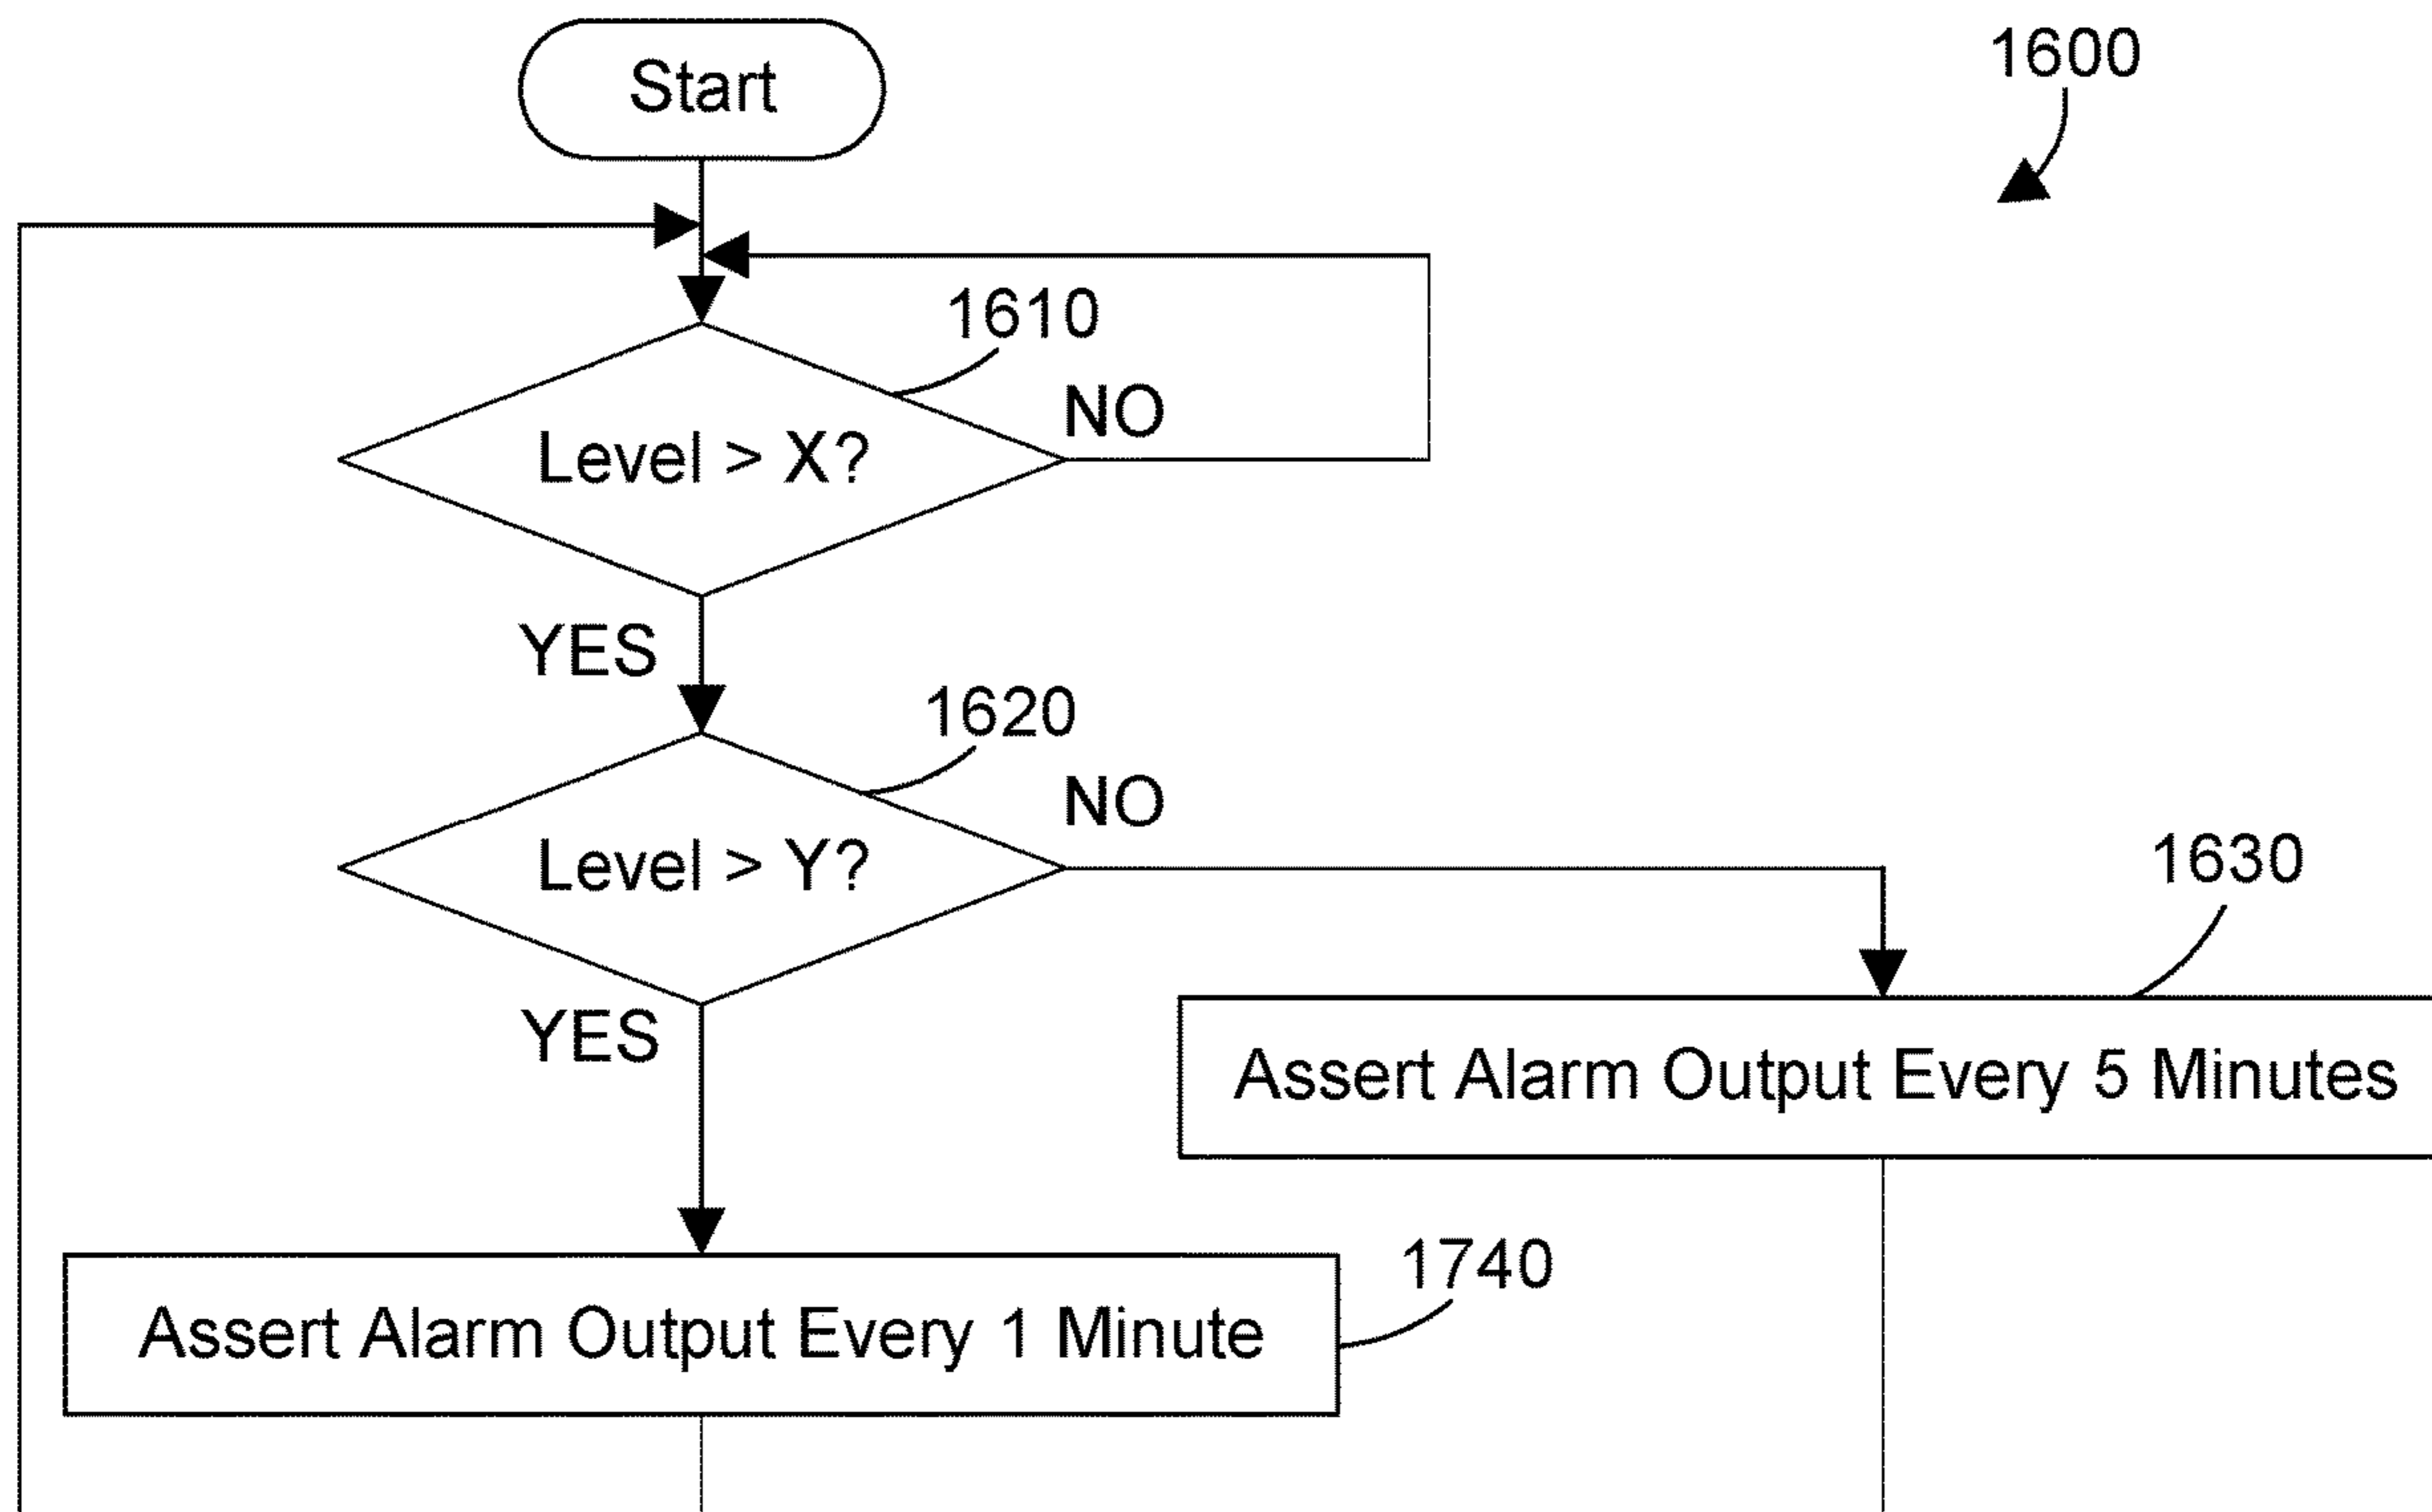 Start
1600
1610
NO
Level > X?
YES
1620
NO
Level > Y?
1630
YES
Assert Alarm Output Every 5 Minutes
1740
Assert Alarm Output Every 1 Minute